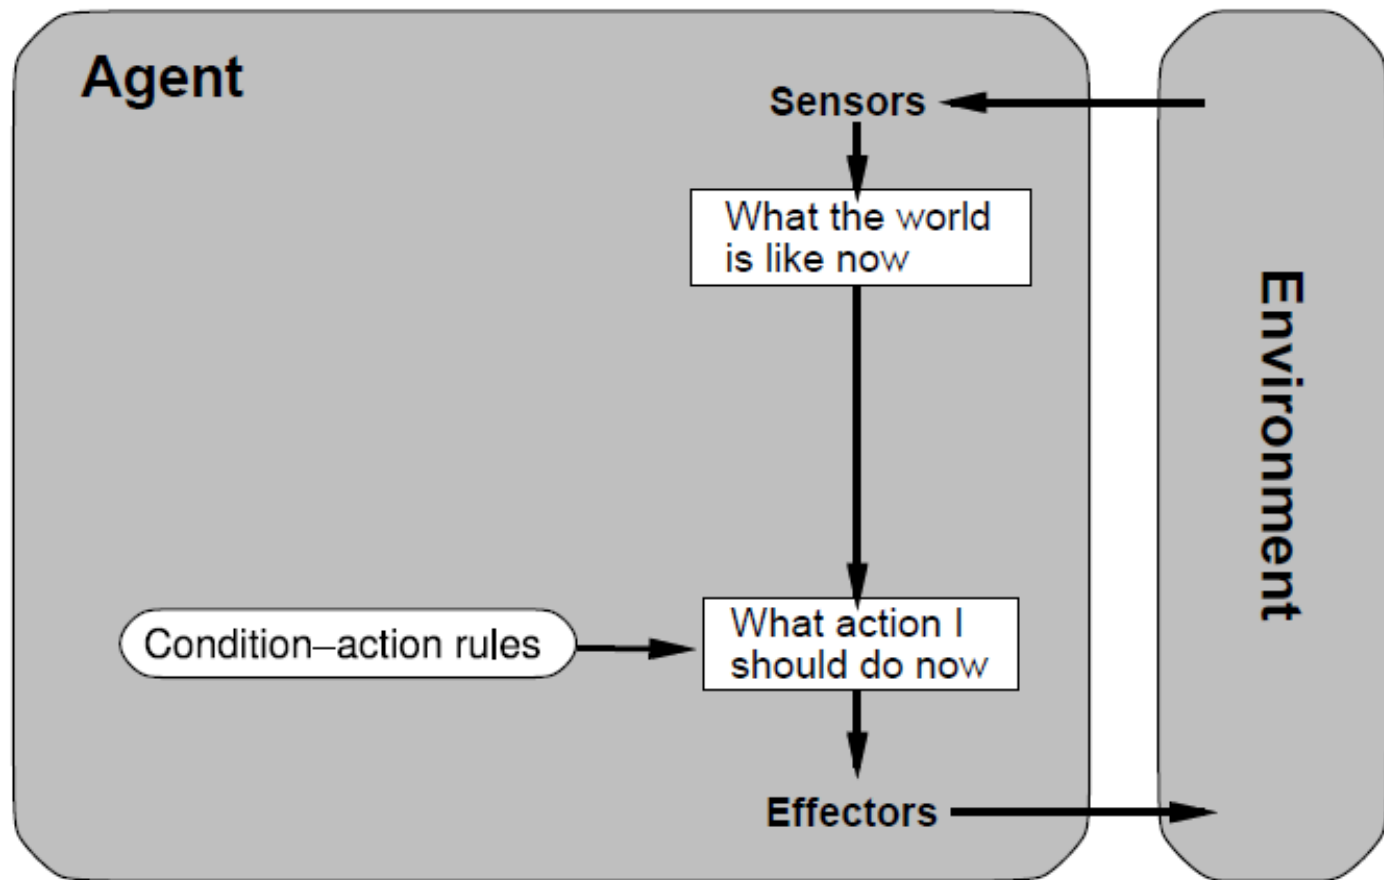 Agent
Sensors
What the world
is like now
Environment
Condition–action rules
What action I
should do now
Effectors